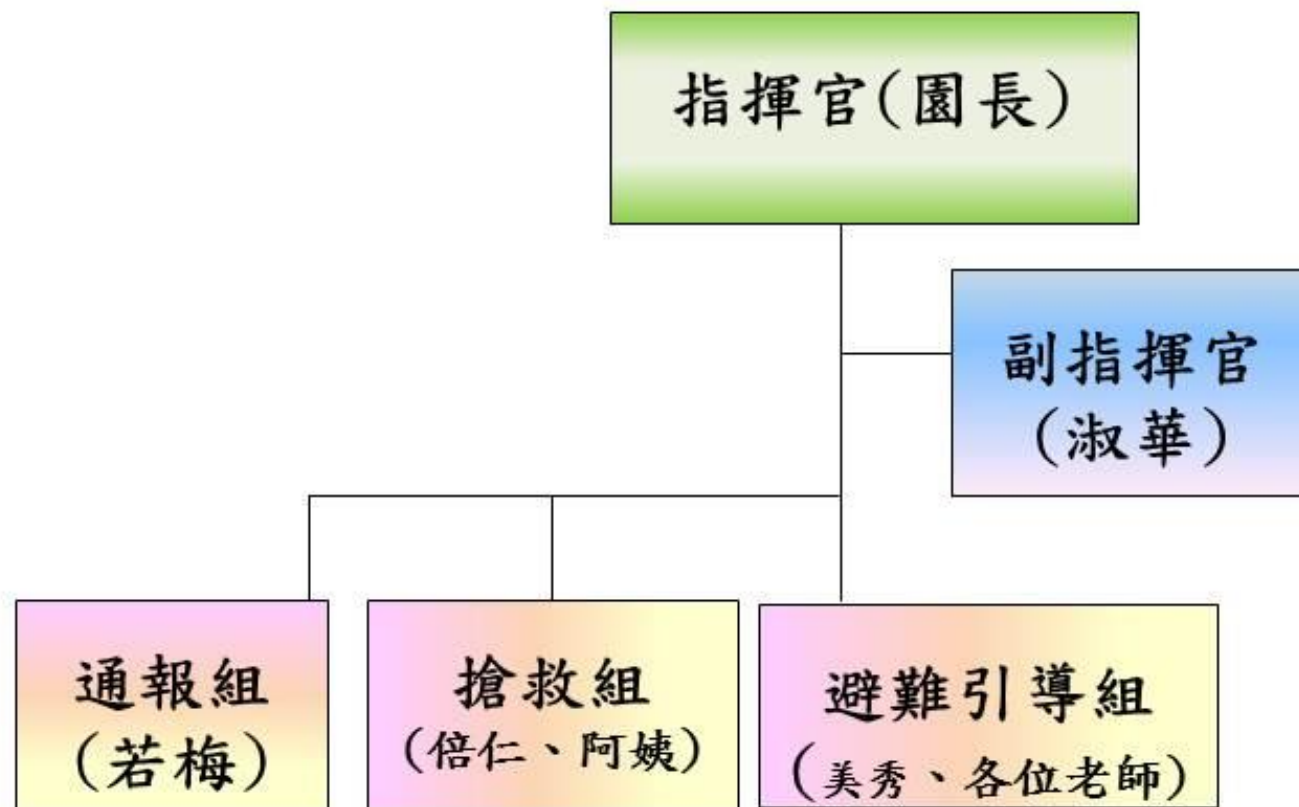 指揮官(園長)
副指揮官
(淑華)
通報組
(若梅)
搶救組
(倍仁、阿姨)
避難引導組
(美秀、各位老師)